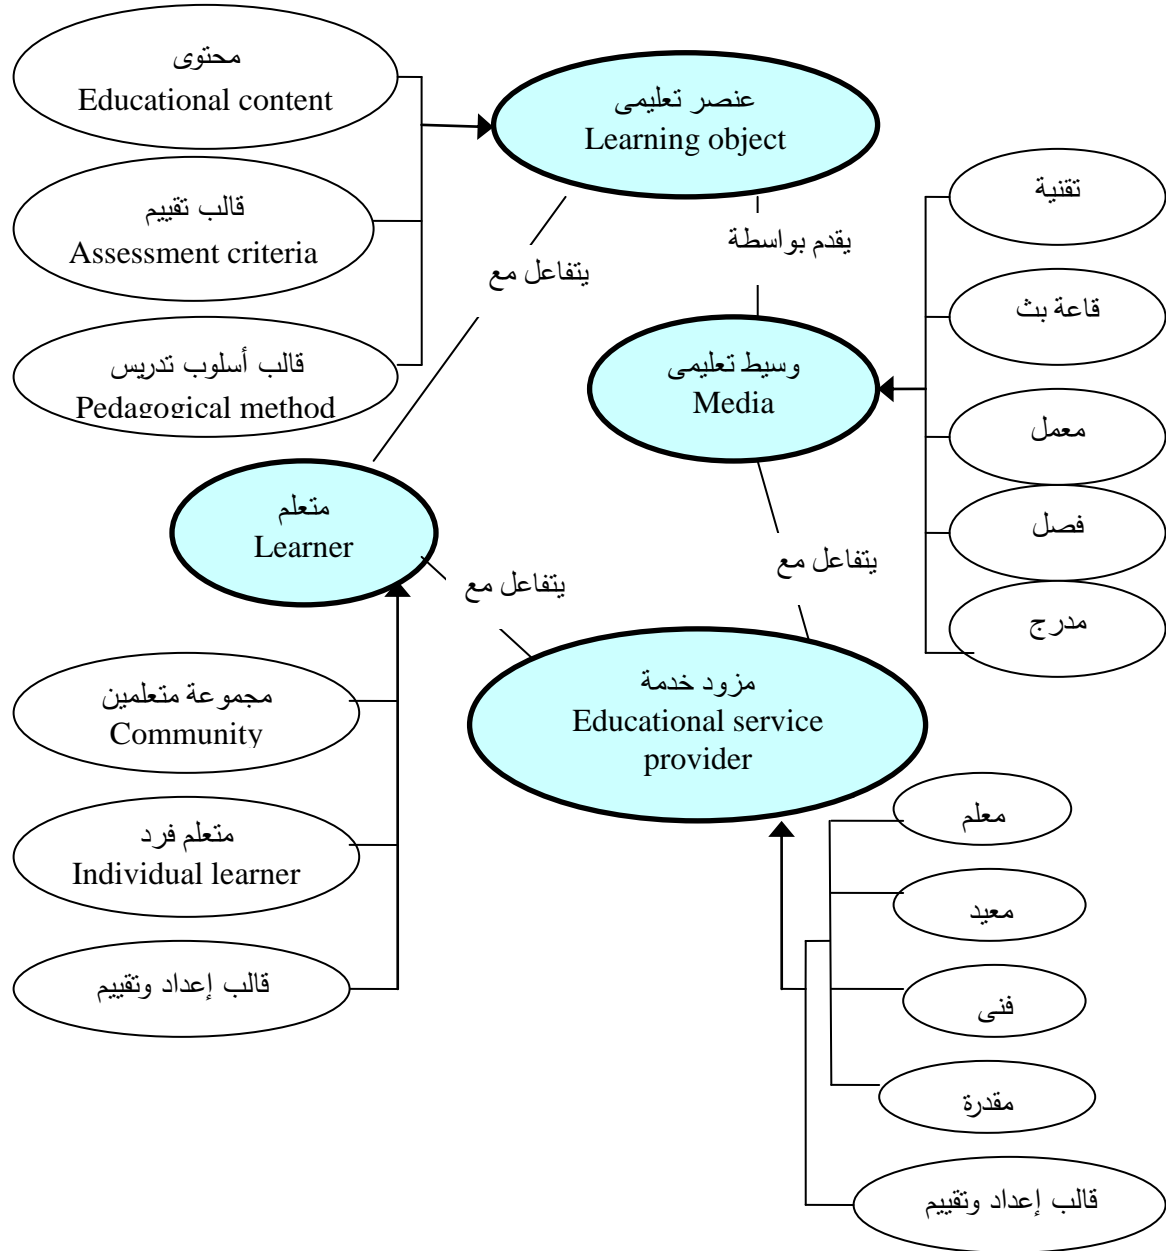 محتوى
Educational content
عنصر تعليمى
Learning object
قالب تقييم
Assessment criteria
تقنية
يقدم بواسطة
يتفاعل مع
قاعة بث
قالب أسلوب تدريس
Pedagogical method
وسيط تعليمى
Media
معمل
متعلم
Learner
فصل
يتفاعل مع
يتفاعل مع
مدرج
مجموعة متعلمين
Community
مزود خدمة
Educational service
provider
معلم
متعلم فرد
Individual learner
معيد
قالب إعداد وتقييم
فنى
مقدرة
قالب إعداد وتقييم